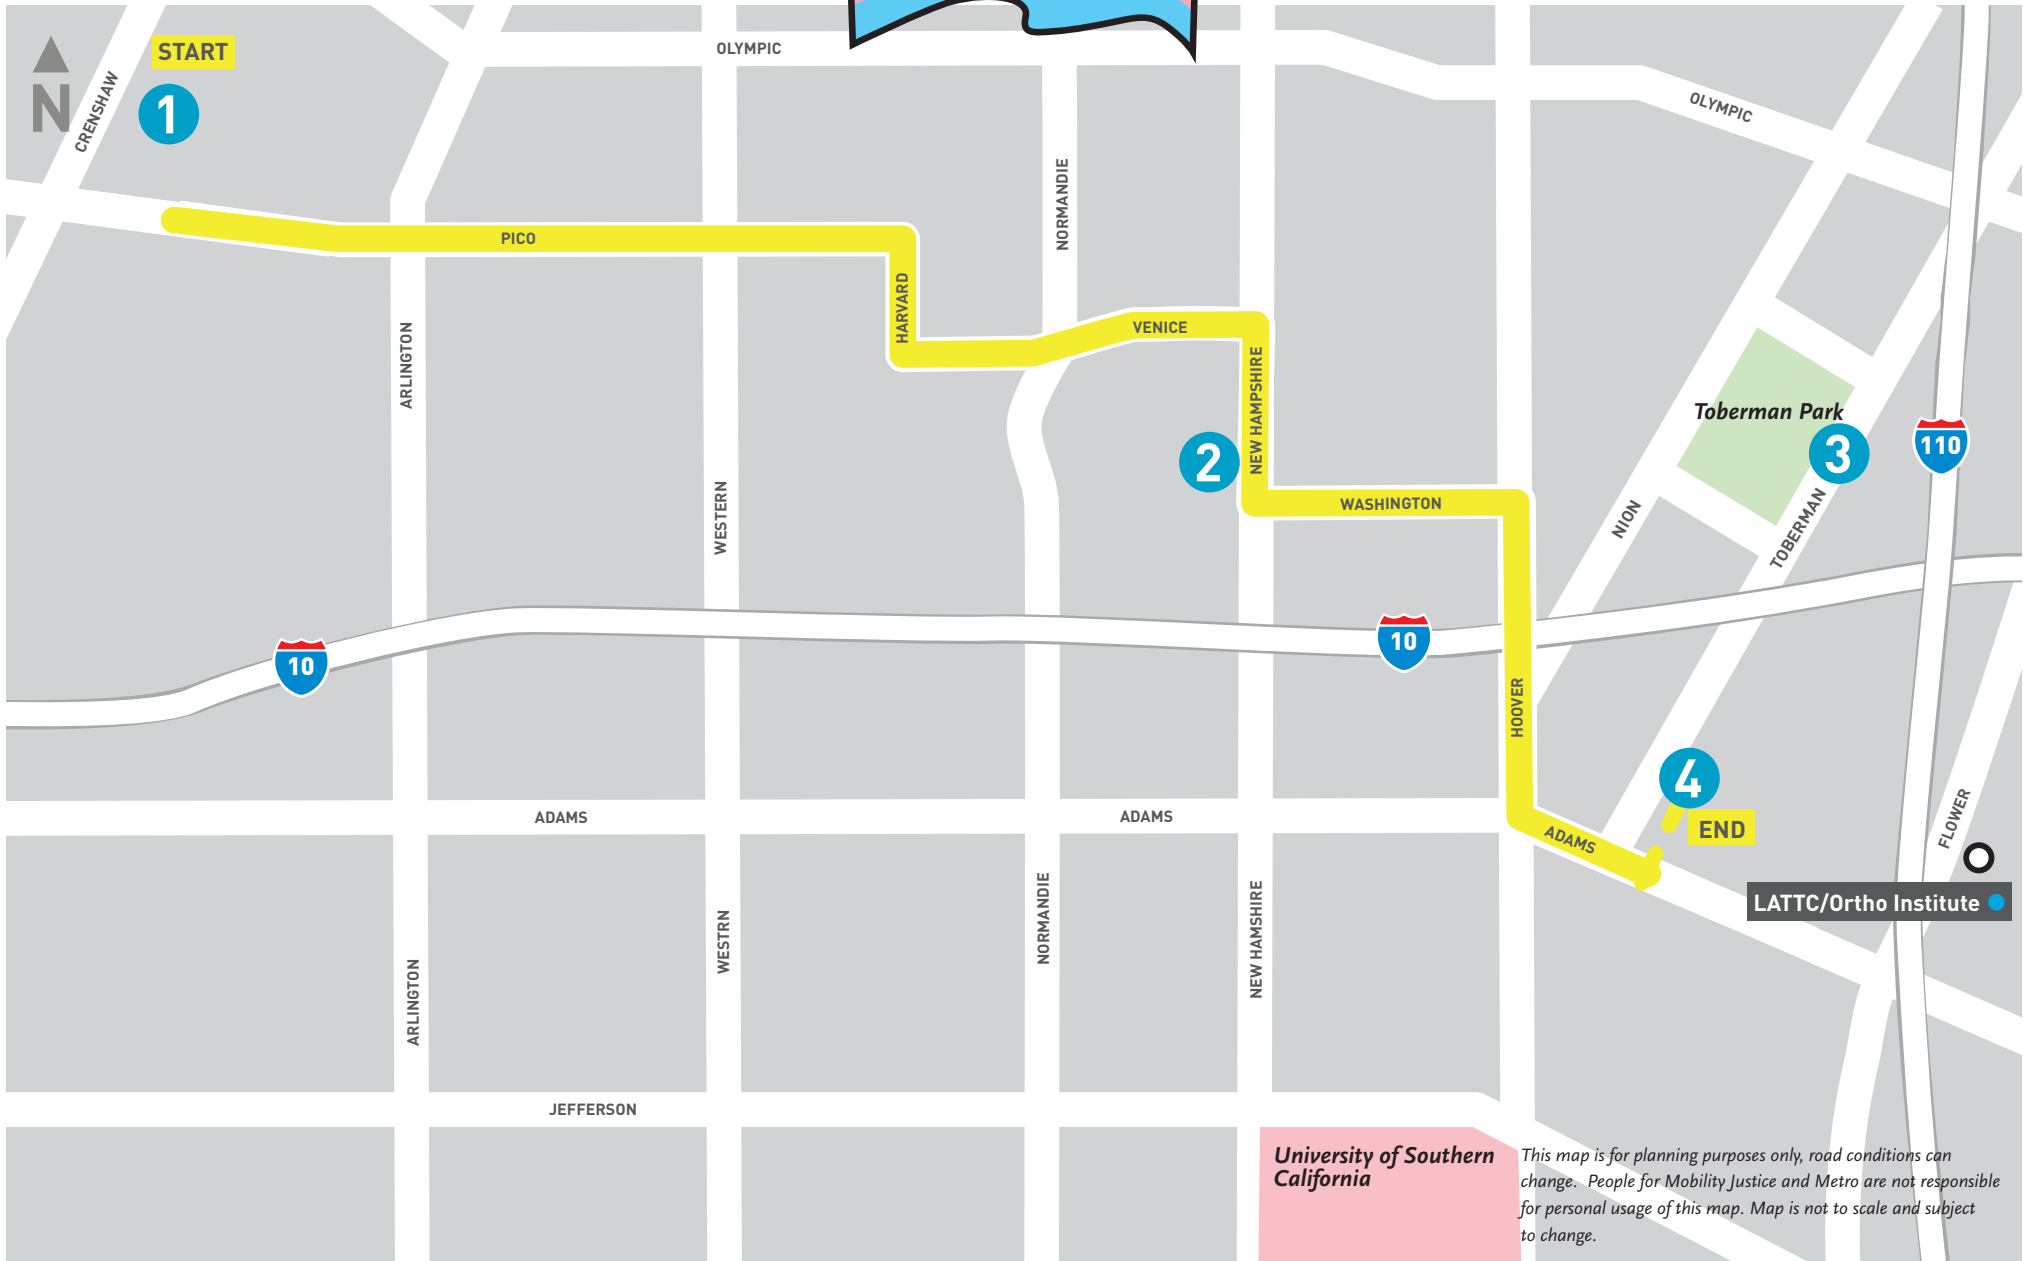 START
1
N
CRENSHAW
OLYMPIC
OLYMPIC
PICO
HARVARD
NORMANDIE
VENICE
ARLINGTON
NEW HAMPSHIRE
2
WESTERN
WASHINGTON
Toberman Park
3
110
NION
TOBERMAN
10
10
HOOVER
4
END
ADAMS
ADAMS
ADAMS
FLOWER
LATTC/Ortho Institute
WESTRN
NORMANDIE
NEW HAMSHIRE
ARLINGTON
JEFFERSON
University of Southern
California
This map is for planning purposes only, road conditions can
change. People for Mobility Justice and Metro are not responsible
for personal usage of this map. Map is not to scale and subject
to change.